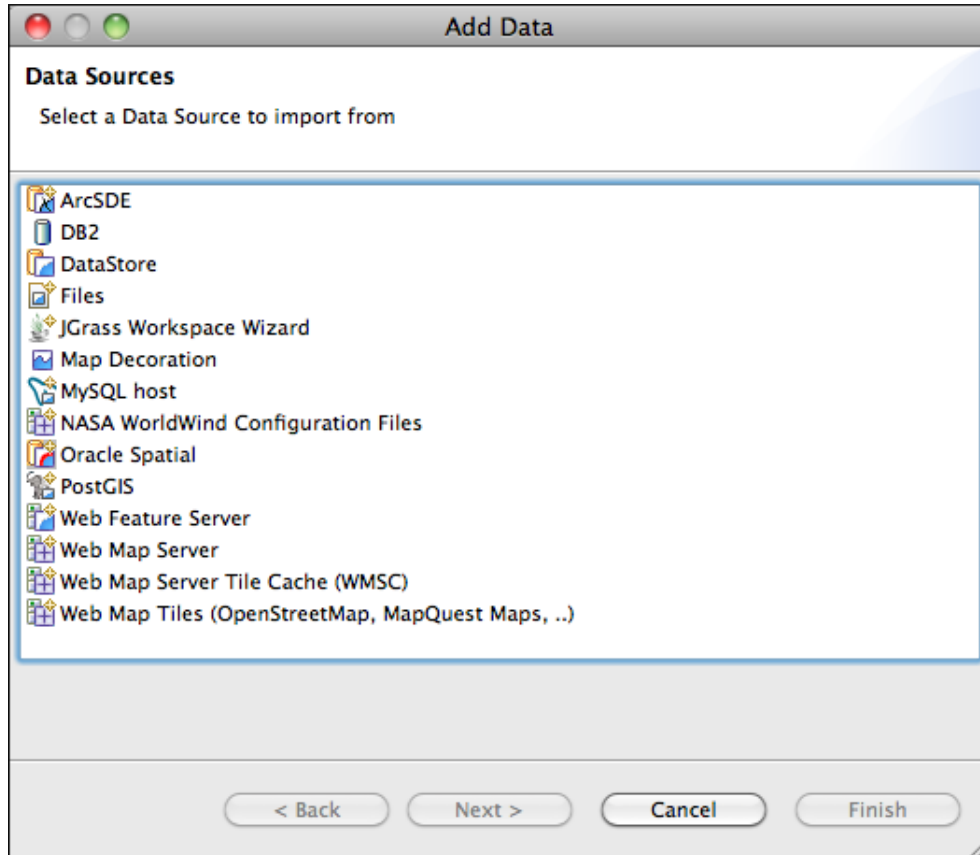 Add Data
Data Sources
Select a Data Source to import from
ArcSDE
DB2
DataStore
Files
JGrass Workspace Wizard
Map Decoration
MySQL host
NASA WorldWind Configuration Files
Oracle Spatial
PostGIS
Web Feature Server
Web Map Server
Web Map Server Tile Cache (WMSC)
Web Map Tiles (OpenStreetMap, MapQuest Maps, ..)
< Back Next > Cancel Finish